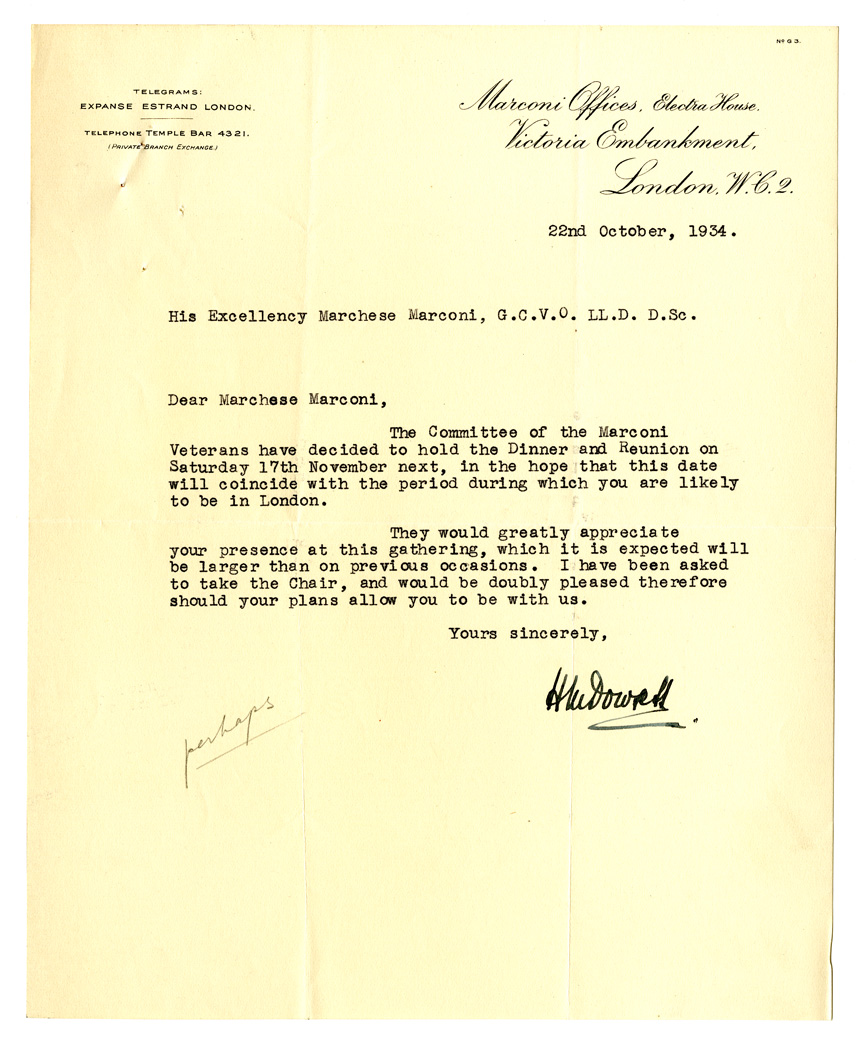 Nº G 3.
TELEGRAMS:
EXPANSE ESTRAND LONDON.
TELEPHONE TEMPLE BAR 4321.
(PRIVATE BRANCH EXCHANGE.)
Marconi Offices, Electra House,
Victoria Embankment,
London, W.C.2.
22nd October, 1934.
His Excellency Marchese Marconi, G.C.V.O. LL.D. D.Sc.
Dear Marchese Marconi,
The Committee of the Marconi
Veterans have decided to hold the Dinner and Reunion on
Saturday 17th November next, in the hope that this date
will coincide with the period during which you are likely
to be in London.
They would greatly appreciate
your presence at this gathering, which it is expected will
be larger than on previous occasions. I have been asked
to take the Chair, and would be doubly pleased therefore
should your plans allow you to be with us.
Yours sincerely,
perhaps